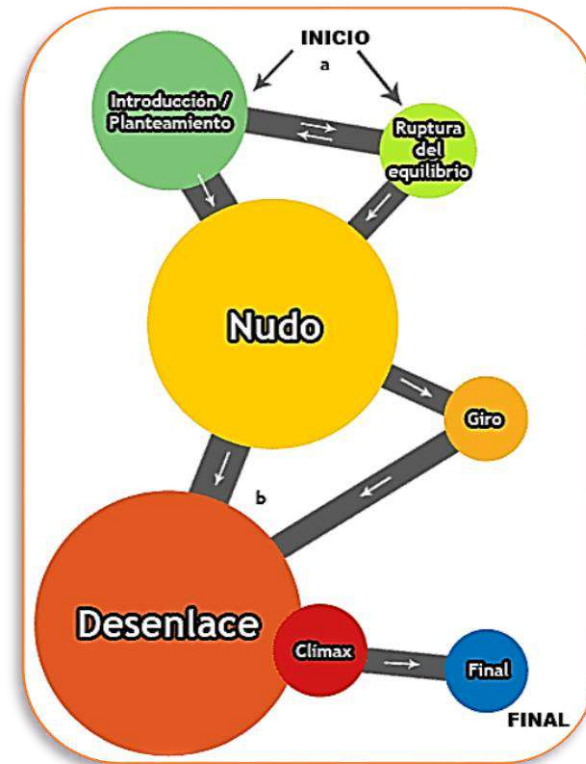 INICIO
a
Introducción /
Planteamiento
Ruptura
del
equilibrio
Nudo
Giro
b
Desenlace
Clímax
Final
FINAL